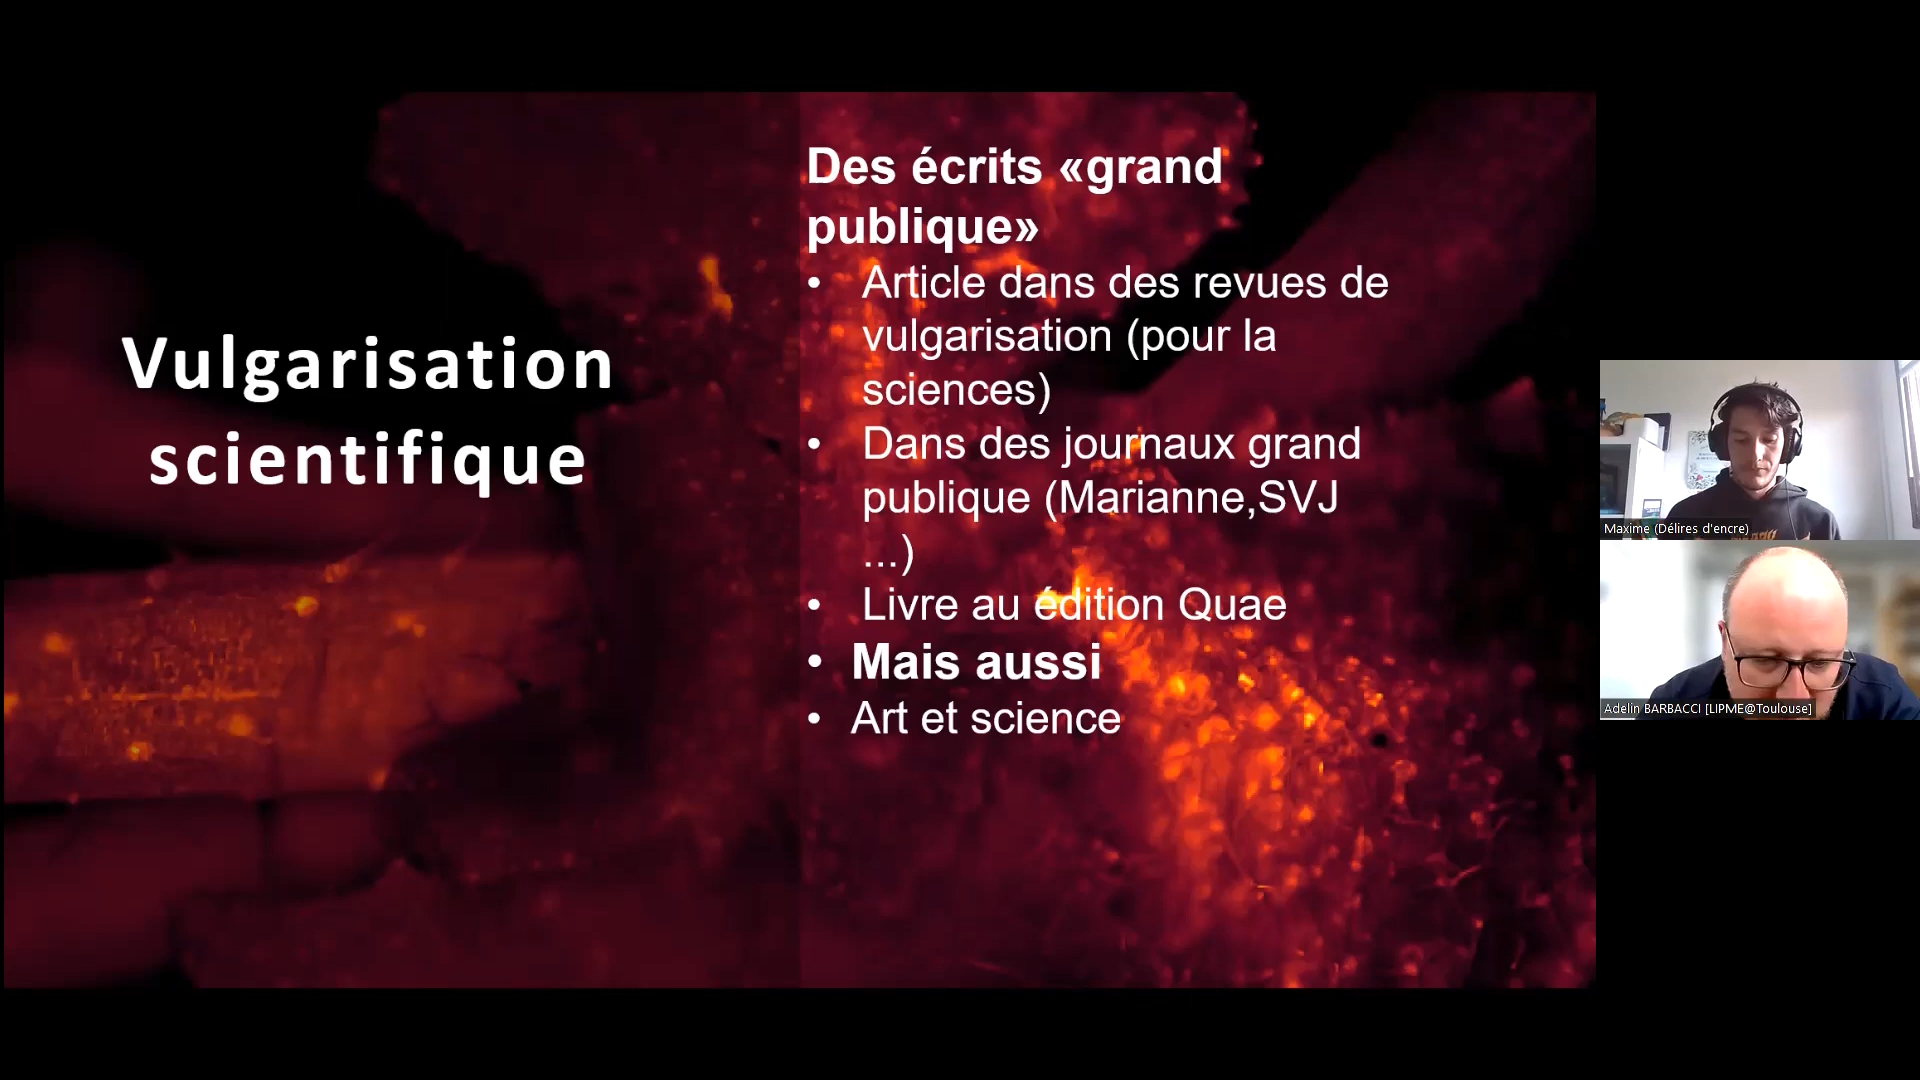 Vulgarisation
scientifique
Des écrits «grand
publique»
• Article dans des revues de
vulgarisation (pour la
sciences)
• Dans des journaux grand
publique (Marianne,SVJ
...)
• Livre au édition Quae
• Mais aussi
• Art et science
Maxime (Délires d'encre)
Adelin BARBACCI [LIPME@Toulouse]